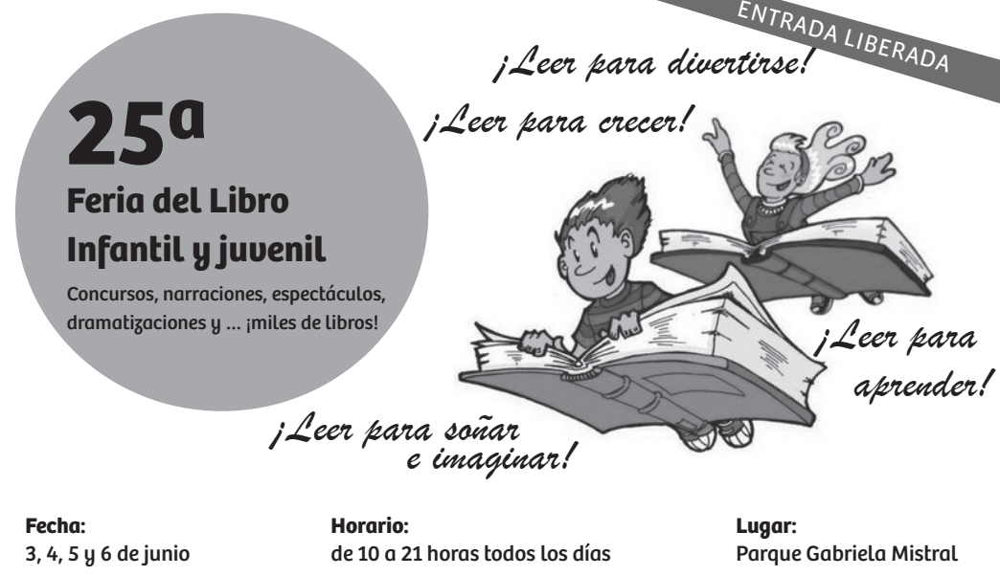 ENTRADA LIBERADA
¡Leer para divertirse!
¡Leer para crecer!
25ª
Feria del Libro
Infantil y juvenil
Concursos, narraciones, espectáculos,
dramatizaciones y ... ¡miles de libros!
¡Leer para
aprender!
¡Leer para soñar
e imaginar!
Fecha:
3, 4, 5 y 6 de junio
Horario:
de 10 a 21 horas todos los días
Lugar:
Parque Gabriela Mistral